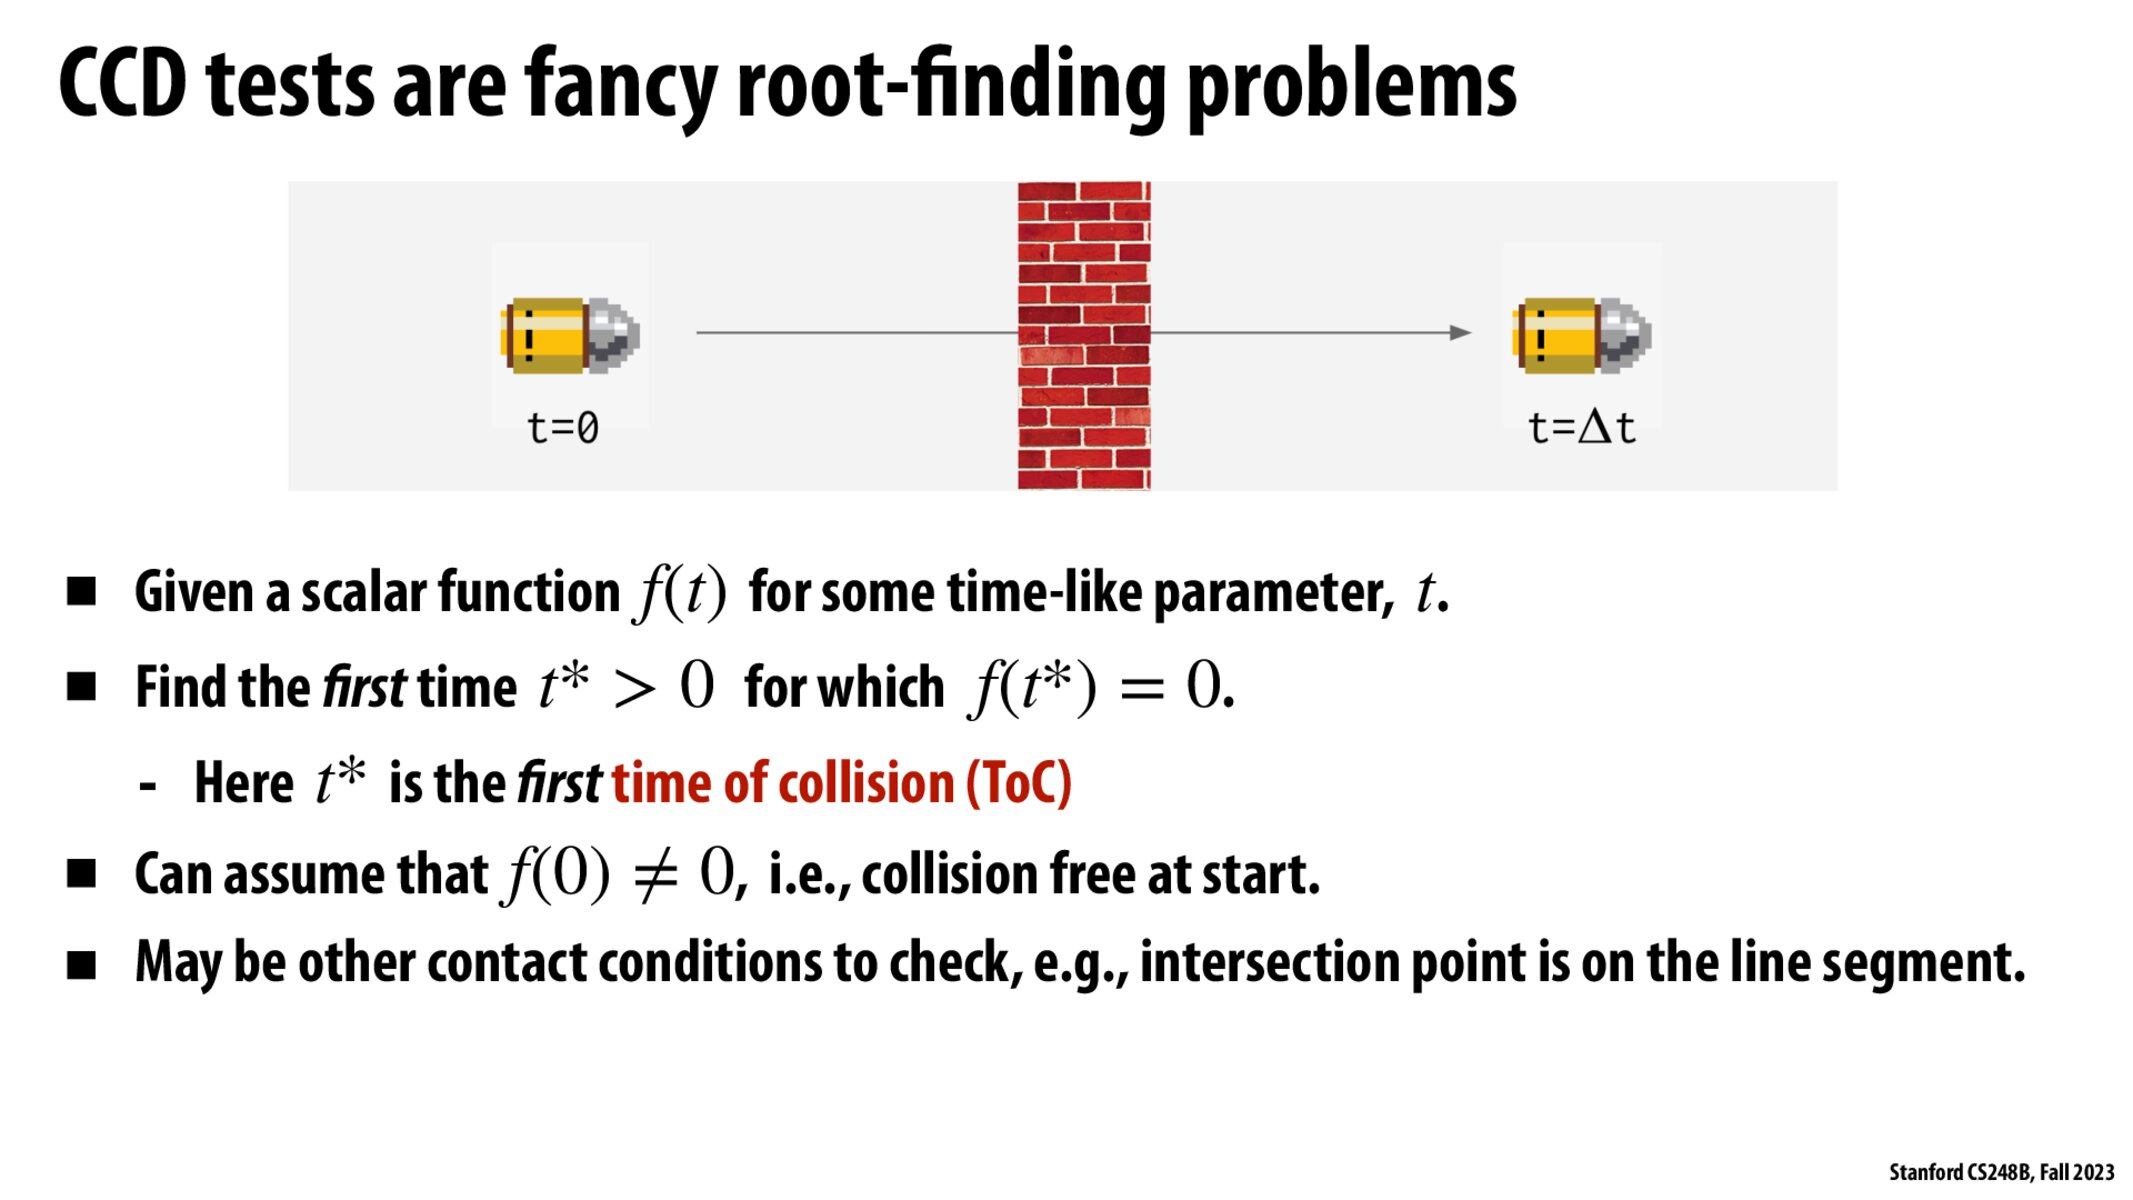 CCD tests are fancy root-finding problems
t=0
t=Δt
■ Given a scalar function f(t) for some time-like parameter, t.
■ Find the first time t* > 0 for which f(t*) = 0.
- Here t* is the first time of collision (ToC)
■ Can assume that f(0) ≠ 0, i.e., collision free at start.
■ May be other contact conditions to check, e.g., intersection point is on the line segment.
Stanford CS248B, Fall 2023